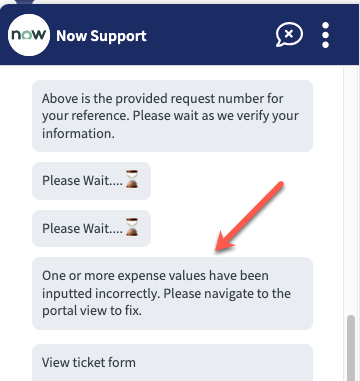 now Now Support
Above is the provided request number for
your reference. Please wait as we verify your
information.
Please Wait....⏳
Please Wait....⏳
One or more expense values have been
inputted incorrectly. Please navigate to the
portal view to fix.
View ticket form